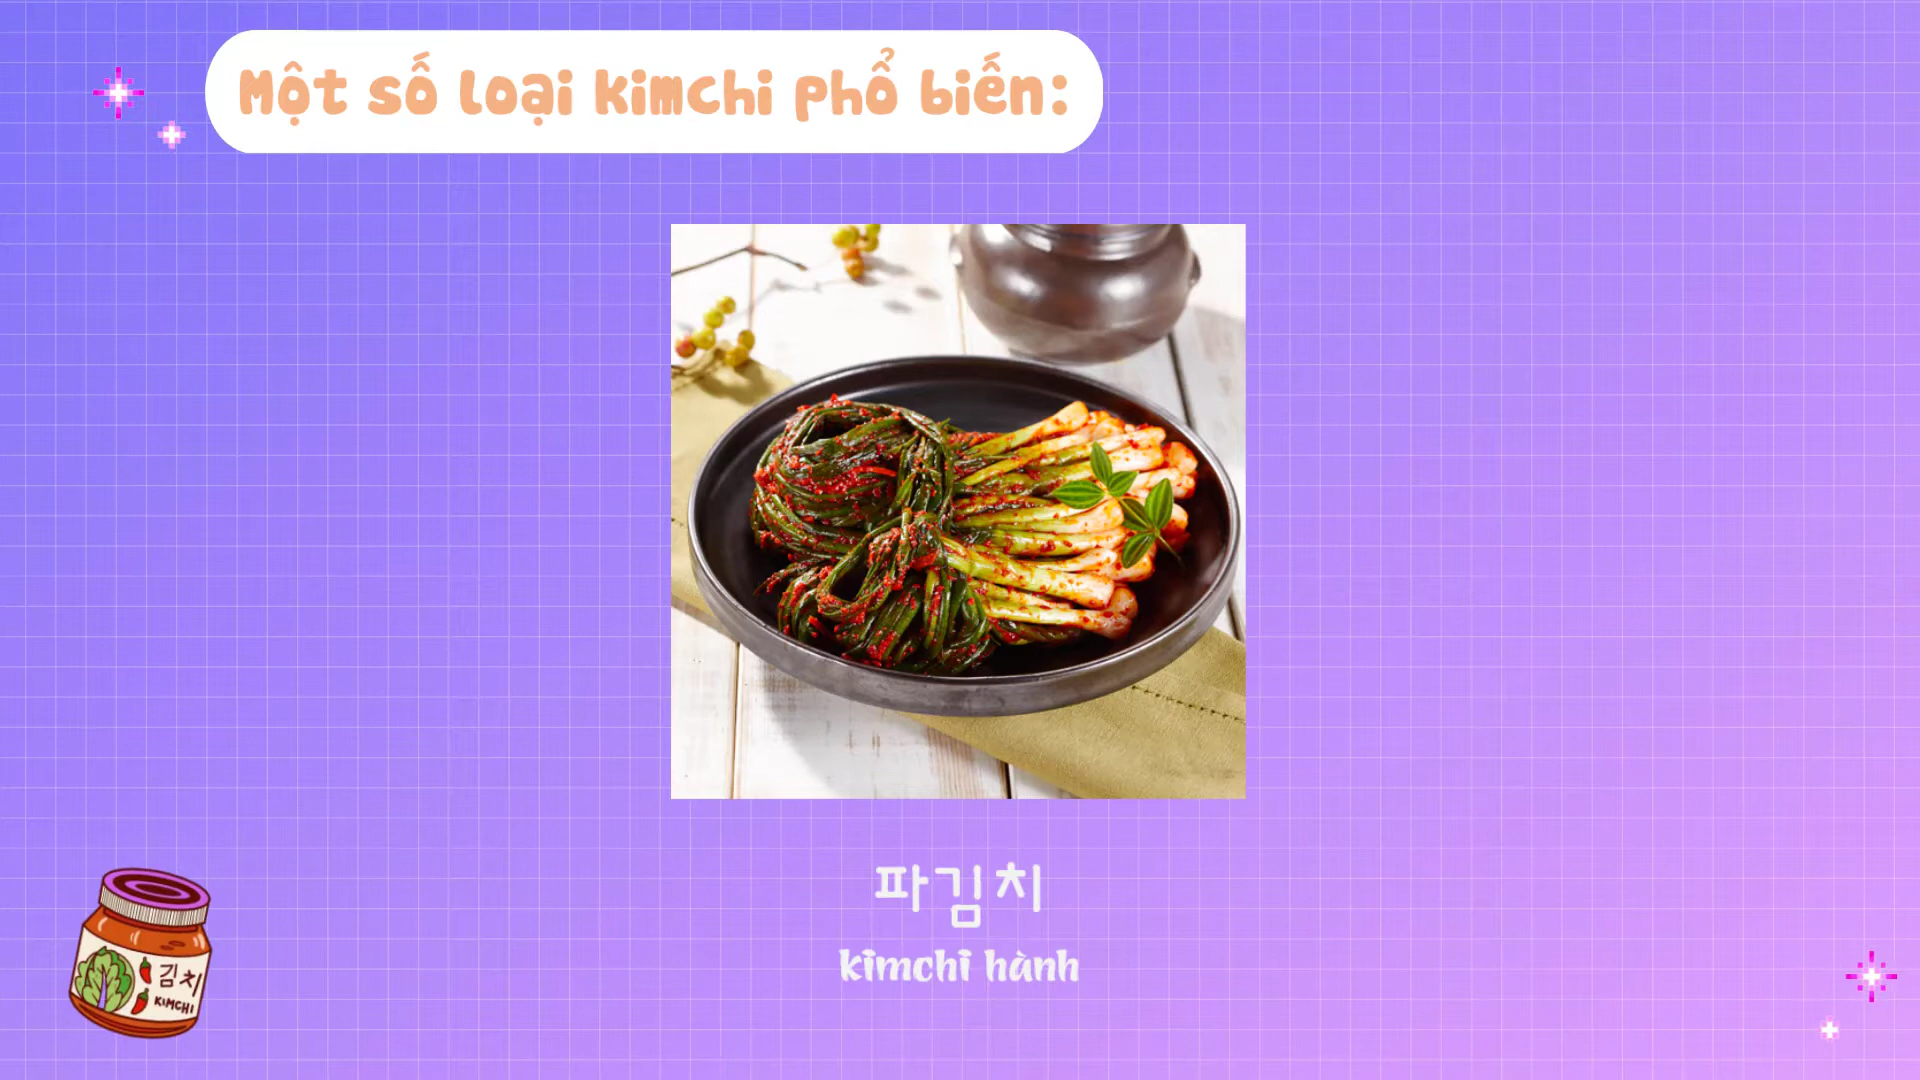 Một số loại kimchi phổ biến:
파김치
kimchi hành
김치
KIMCHI